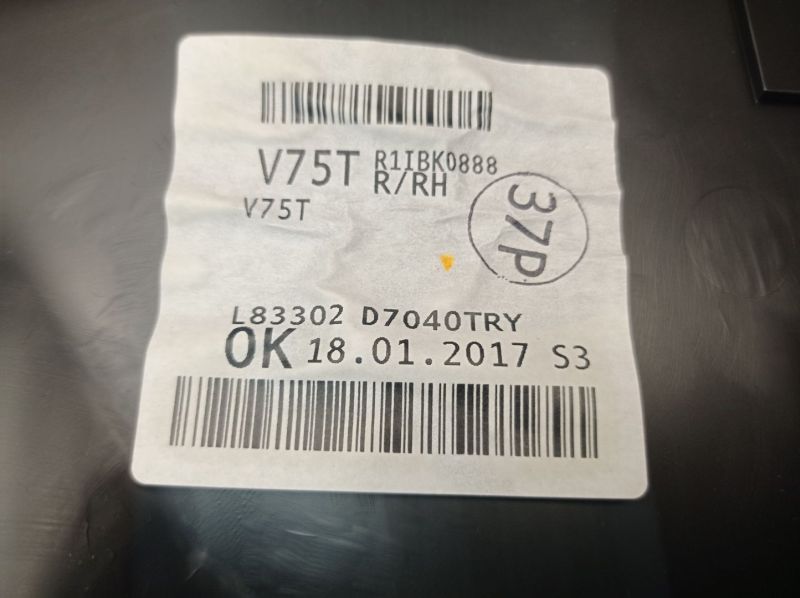 V75T R1IBK0888
R/RH
V75T
37P
L83302 D7040TRY
OK 18.01.2017 S3